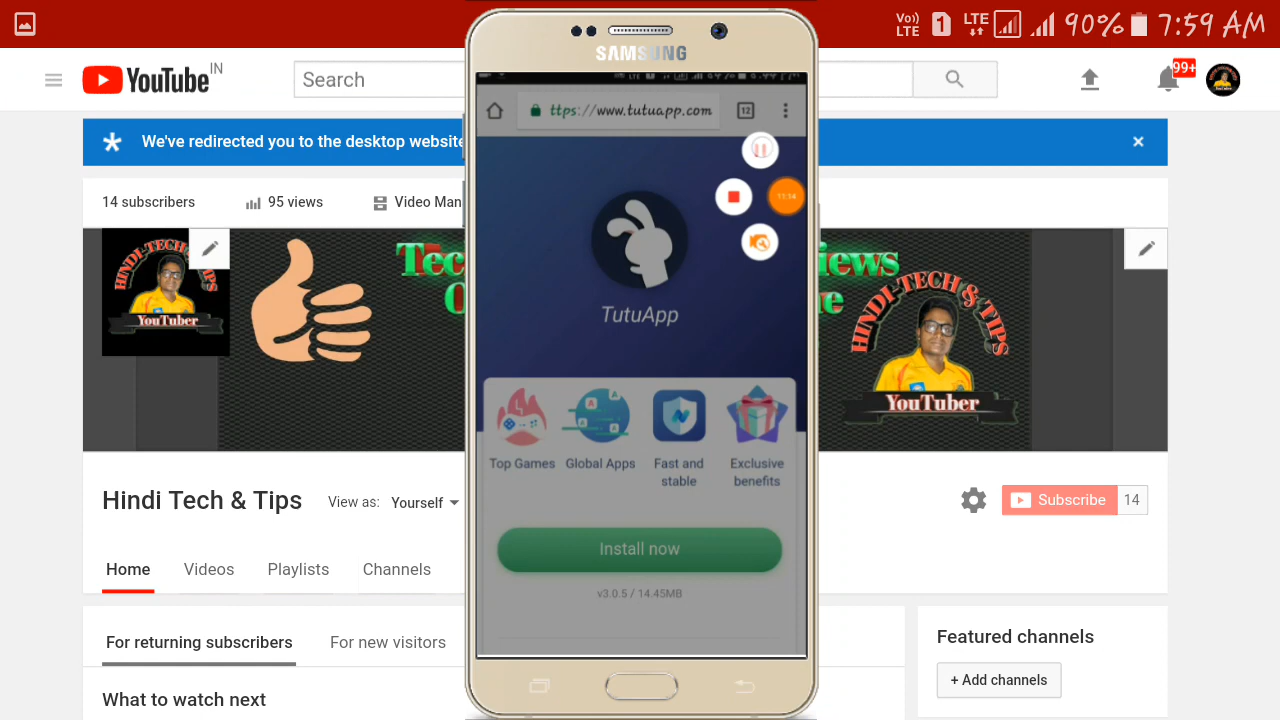 Vo))
LTE
1
LTE
90%
7:59 AM
YouTube IN
Search
99+
We've redirected you to the desktop website
14 subscribers
95 views
Video Man
HINDI TECH & TIPS
YouTuber
Tec
O
iews
ne
HINDI TECH & TIPS
YouTuber
SAMSUNG
ttps://www.tutuapp.com
12
TutuApp
Top Games
Global Apps
Fast and
stable
Exclusive
benefits
Install now
v3.0.5 / 14.45MB
Hindi Tech & Tips
View as:
Yourself
Subscribe
14
Home
Videos
Playlists
Channels
For returning subscribers
For new visitors
What to watch next
Featured channels
+ Add channels